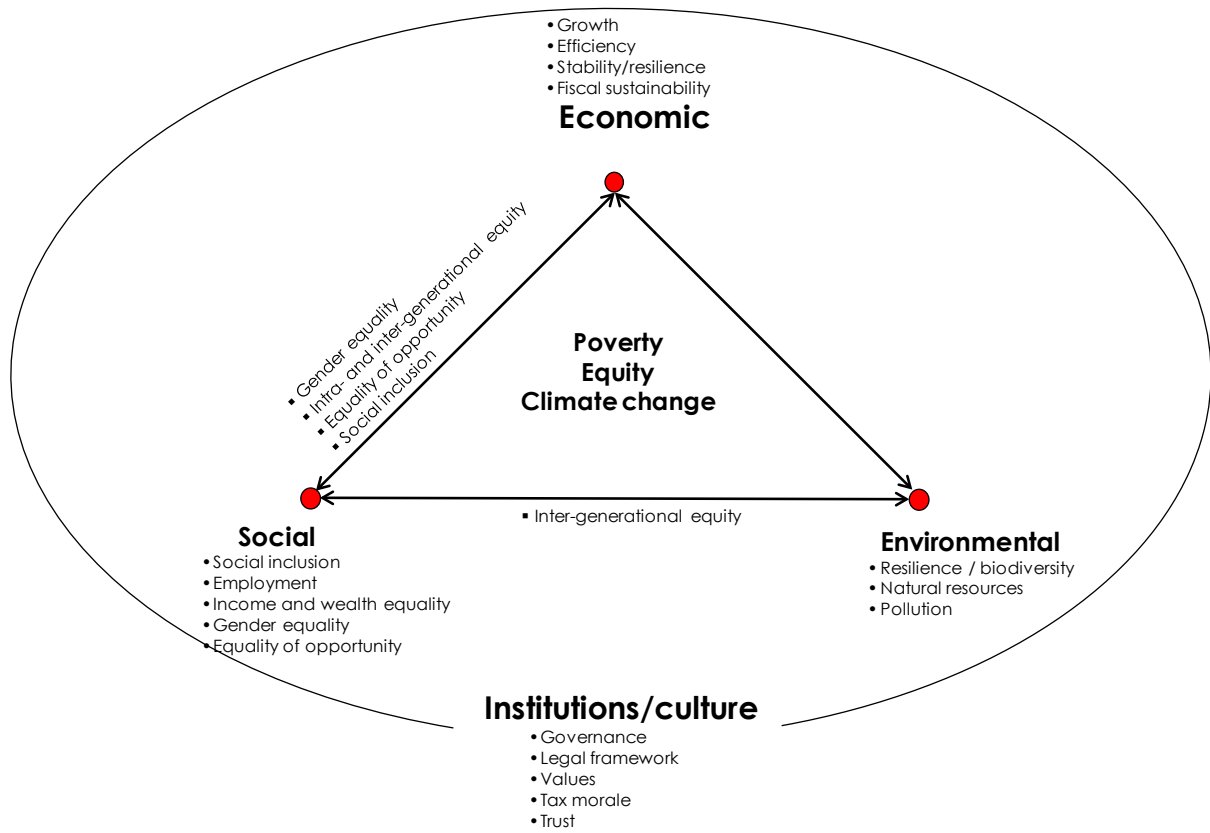 • Growth
• Efficiency
• Stability/resilience
• Fiscal sustainability
Economic
▪ Gender equality
▪ Intra- and inter-generational equity
▪ Equality of opportunity
▪ Social inclusion
Poverty
Equity
Climate change
▪ Inter-generational equity
Social
• Social inclusion
• Employment
• Income and wealth equality
• Gender equality
• Equality of opportunity
Environmental
• Resilience / biodiversity
• Natural resources
• Pollution
Institutions/culture
• Governance
• Legal framework
• Values
• Tax morale
• Trust